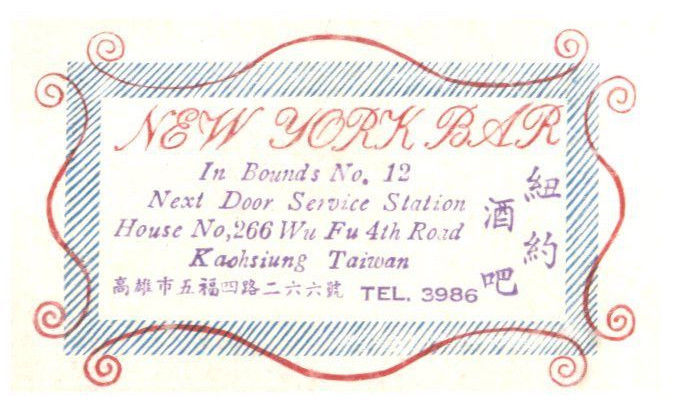 NEW YORK BAR
In Bounds No. 12
Next Door Service Station
House No,266 Wu Fu 4th Road
Kaohsiung Taiwan
高雄市五福四路二六六號 TEL. 3986
紐約
酒吧